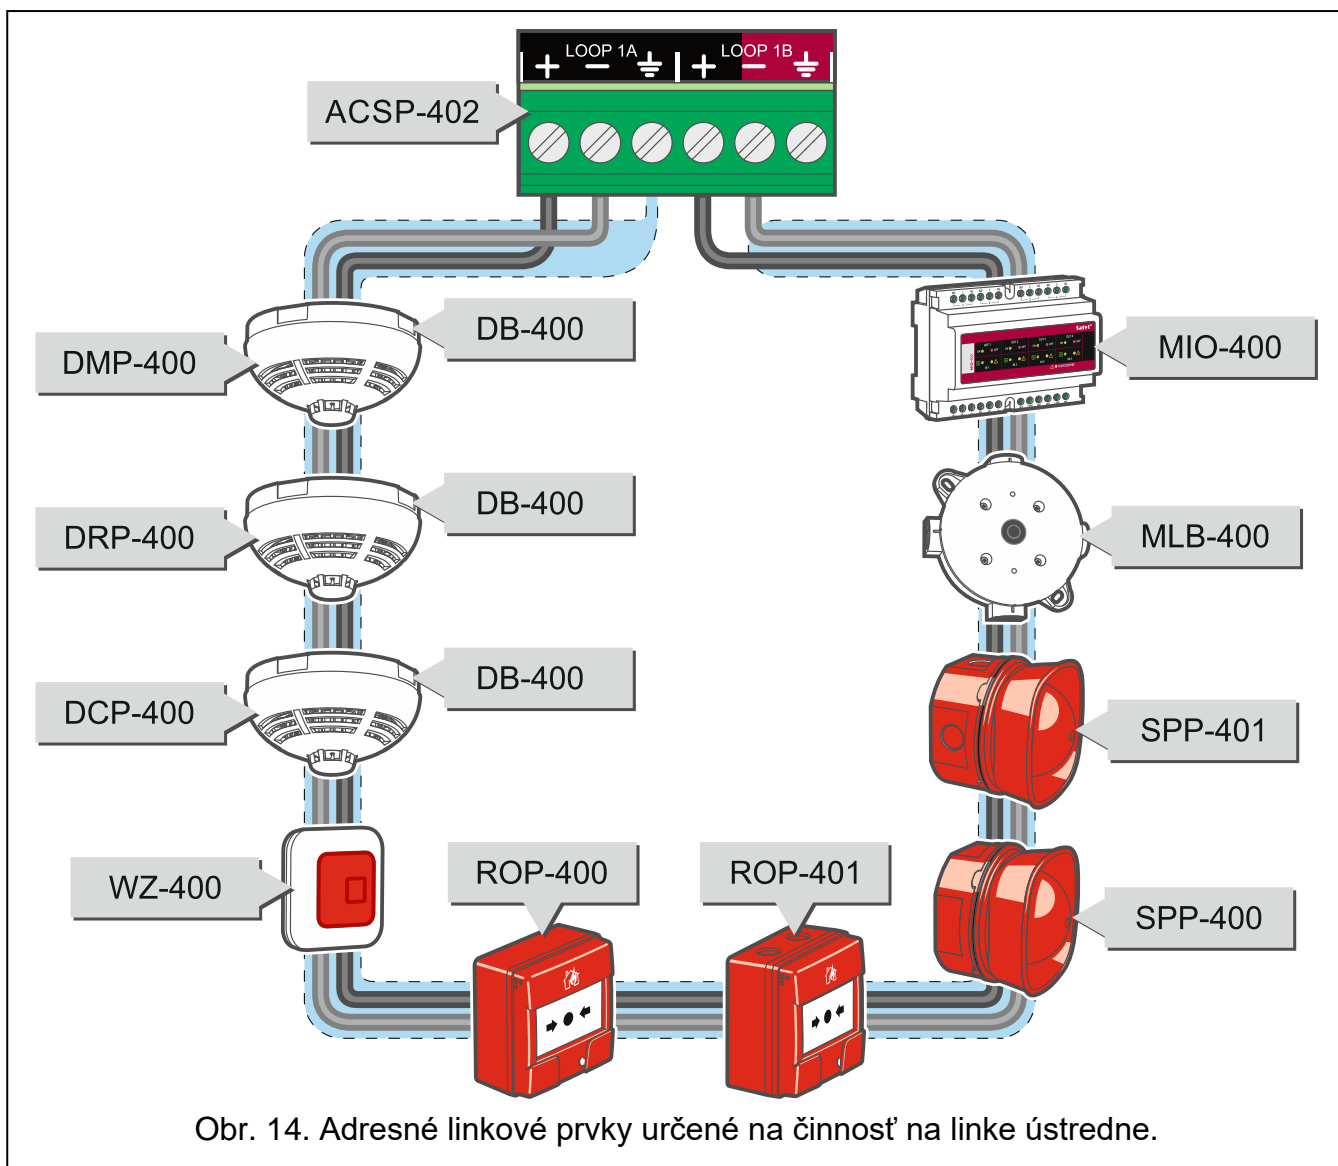 LOOP 1A LOOP 1B
+ − + −
ACSP-402
DB-400
DMP-400
MIO-400
Satel
DB-400
DRP-400
MLB-400
DB-400
DCP-400
SPP-401
WZ-400
ROP-400
ROP-401
SPP-400
Obr. 14. Adresné linkové prvky určené na činnosť na linke ústredne.